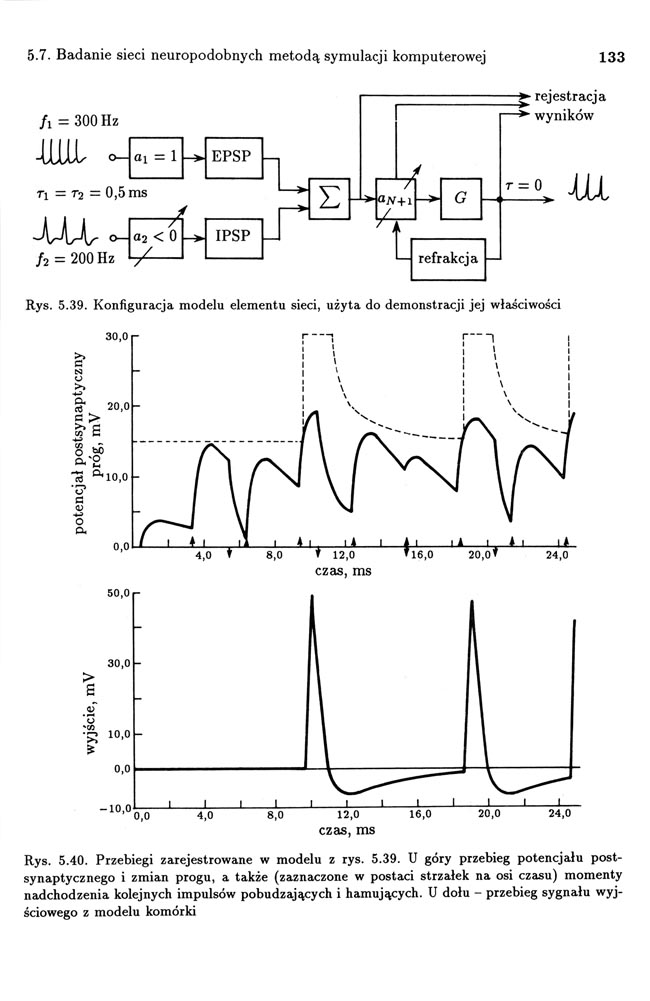 5.7. Badanie sieci neuropodobnych metodą symulacji komputerowej 133
f1 = 300 Hz
a1 = 1
EPSP
τ1 = τ2 = 0,5 ms
a2 < 0
IPSP
f2 = 200 Hz
Σ
aN+1
G
refrakcja
τ = 0
rejestracja
wyników
Rys. 5.39. Konfiguracja modelu elementu sieci, użyta do demonstracji jej właściwości
potencjał postsynaptyczny
próg, mV
30,0
20,0
10,0
0,0
4,0 8,0 12,0 16,0 20,0 24,0
czas, ms
wyjście, mV
50,0
30,0
10,0
0,0
−10,0
0,0 4,0 8,0 12,0 16,0 20,0 24,0
czas, ms
Rys. 5.40. Przebiegi zarejestrowane w modelu z rys. 5.39. U góry przebieg potencjału post-
synaptycznego i zmian progu, a także (zaznaczone w postaci strzałek na osi czasu) momenty
nadchodzenia kolejnych impulsów pobudzających i hamujących. U dołu – przebieg sygnału wyj-
ściowego z modelu komórki